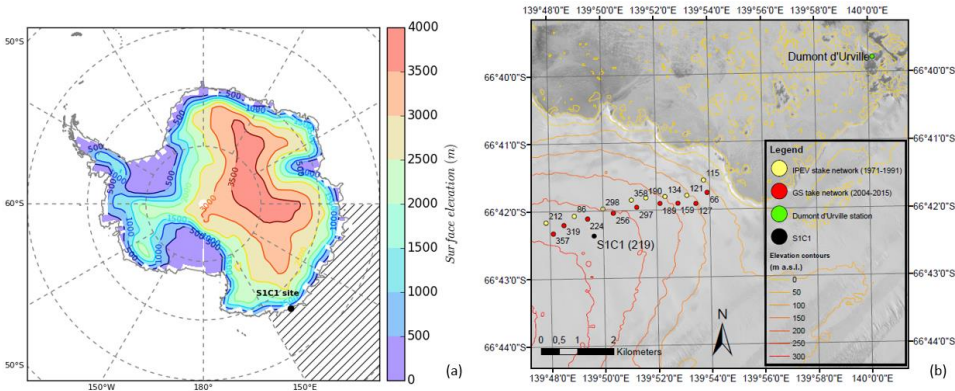 50°S
4000
3500
3000
2500
2000
1500
1000
500
0
Surface elevation (m)
500
500
1000
500
500
1000
1000
3500
60°S
1500
1000
500
S1C1 site
50°S
150°W
180°
150°E
(a)
139°48'0"E
139°50'0"E
139°52'0"E
139°54'0"E
139°56'0"E
139°58'0"E
140°0'0"E
66°40'0"S
66°41'0"S
66°42'0"S
66°43'0"S
66°44'0"S
Dumont d'Urville
115
121
134
190
358
298
86
212
66
127
159
189
297
256
224
319
357
S1C1 (219)
N
0 0,5 1 2
Kilometers
Legend
IPEV stake network (1971-1991)
GS take network (2004-2015)
Dumont d'Urville station
S1C1
Elevation contours
(m a.s.l.)
0
50
100
150
200
250
300
66°40'0"S
66°41'0"S
66°42'0"S
66°43'0"S
66°44'0"S
139°48'0"E
139°50'0"E
139°52'0"E
139°54'0"E
139°56'0"E
139°58'0"E
140°0'0"E
(b)